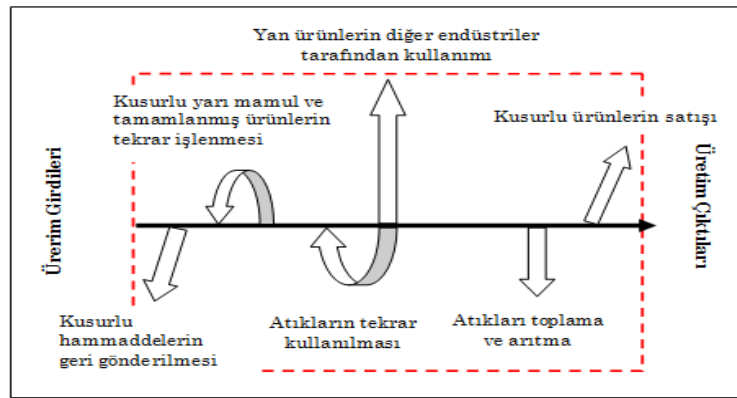 Yan ürünlerin diğer endüstriler
tarafından kullanımı
Kusurlu yarı mamul ve
tamamlanmış ürünlerin
tekrar işlenmesi
Kusurlu ürünlerin satışı
Ürerim Girdileri
Üretim Çıktıları
Kusurlu
hammaddelerin
geri gönderilmesi
Atıkların tekrar
kullanılması
Atıkları toplama
ve arıtma